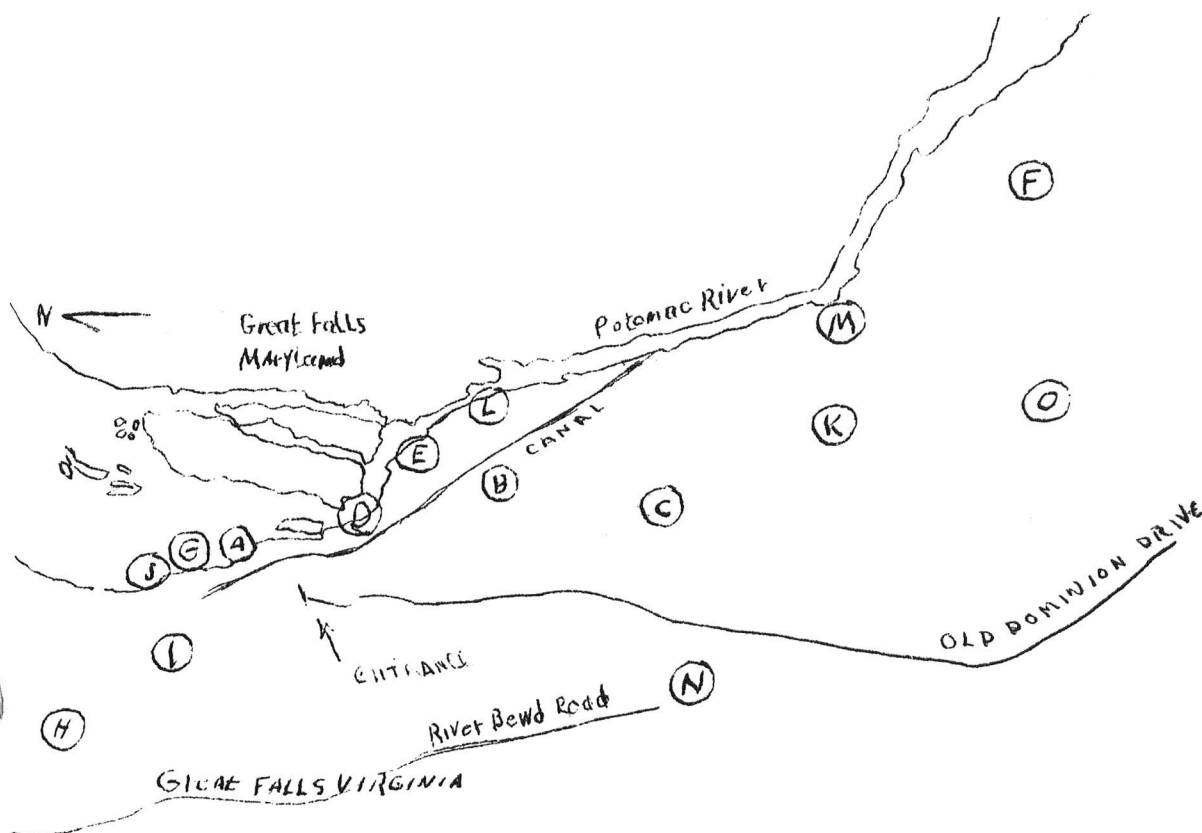 F
N
Great Falls
Maryland
Potomac River
M
L
K
O
E
CANAL
B
D
C
A
G
J
OLD DOMINION DRIVE
I
ENTRANCE
N
H
River Bend Road
Great FALLS VIRGINIA